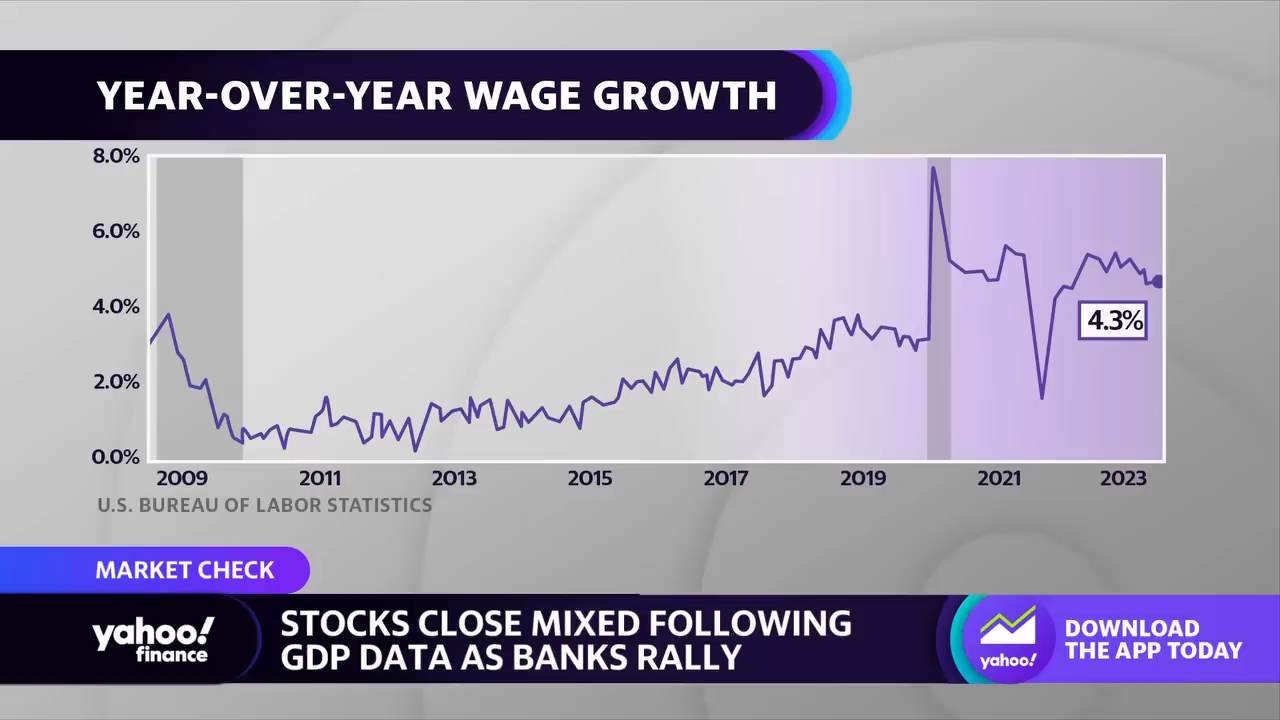 YEAR-OVER-YEAR WAGE GROWTH
8.0%
6.0%
4.0%
2.0%
0.0%
4.3%
2009 2011 2013 2015 2017 2019 2021 2023
U.S. BUREAU OF LABOR STATISTICS
MARKET CHECK
yahoo!
finance
STOCKS CLOSE MIXED FOLLOWING
GDP DATA AS BANKS RALLY
yahoo!
DOWNLOAD
THE APP TODAY